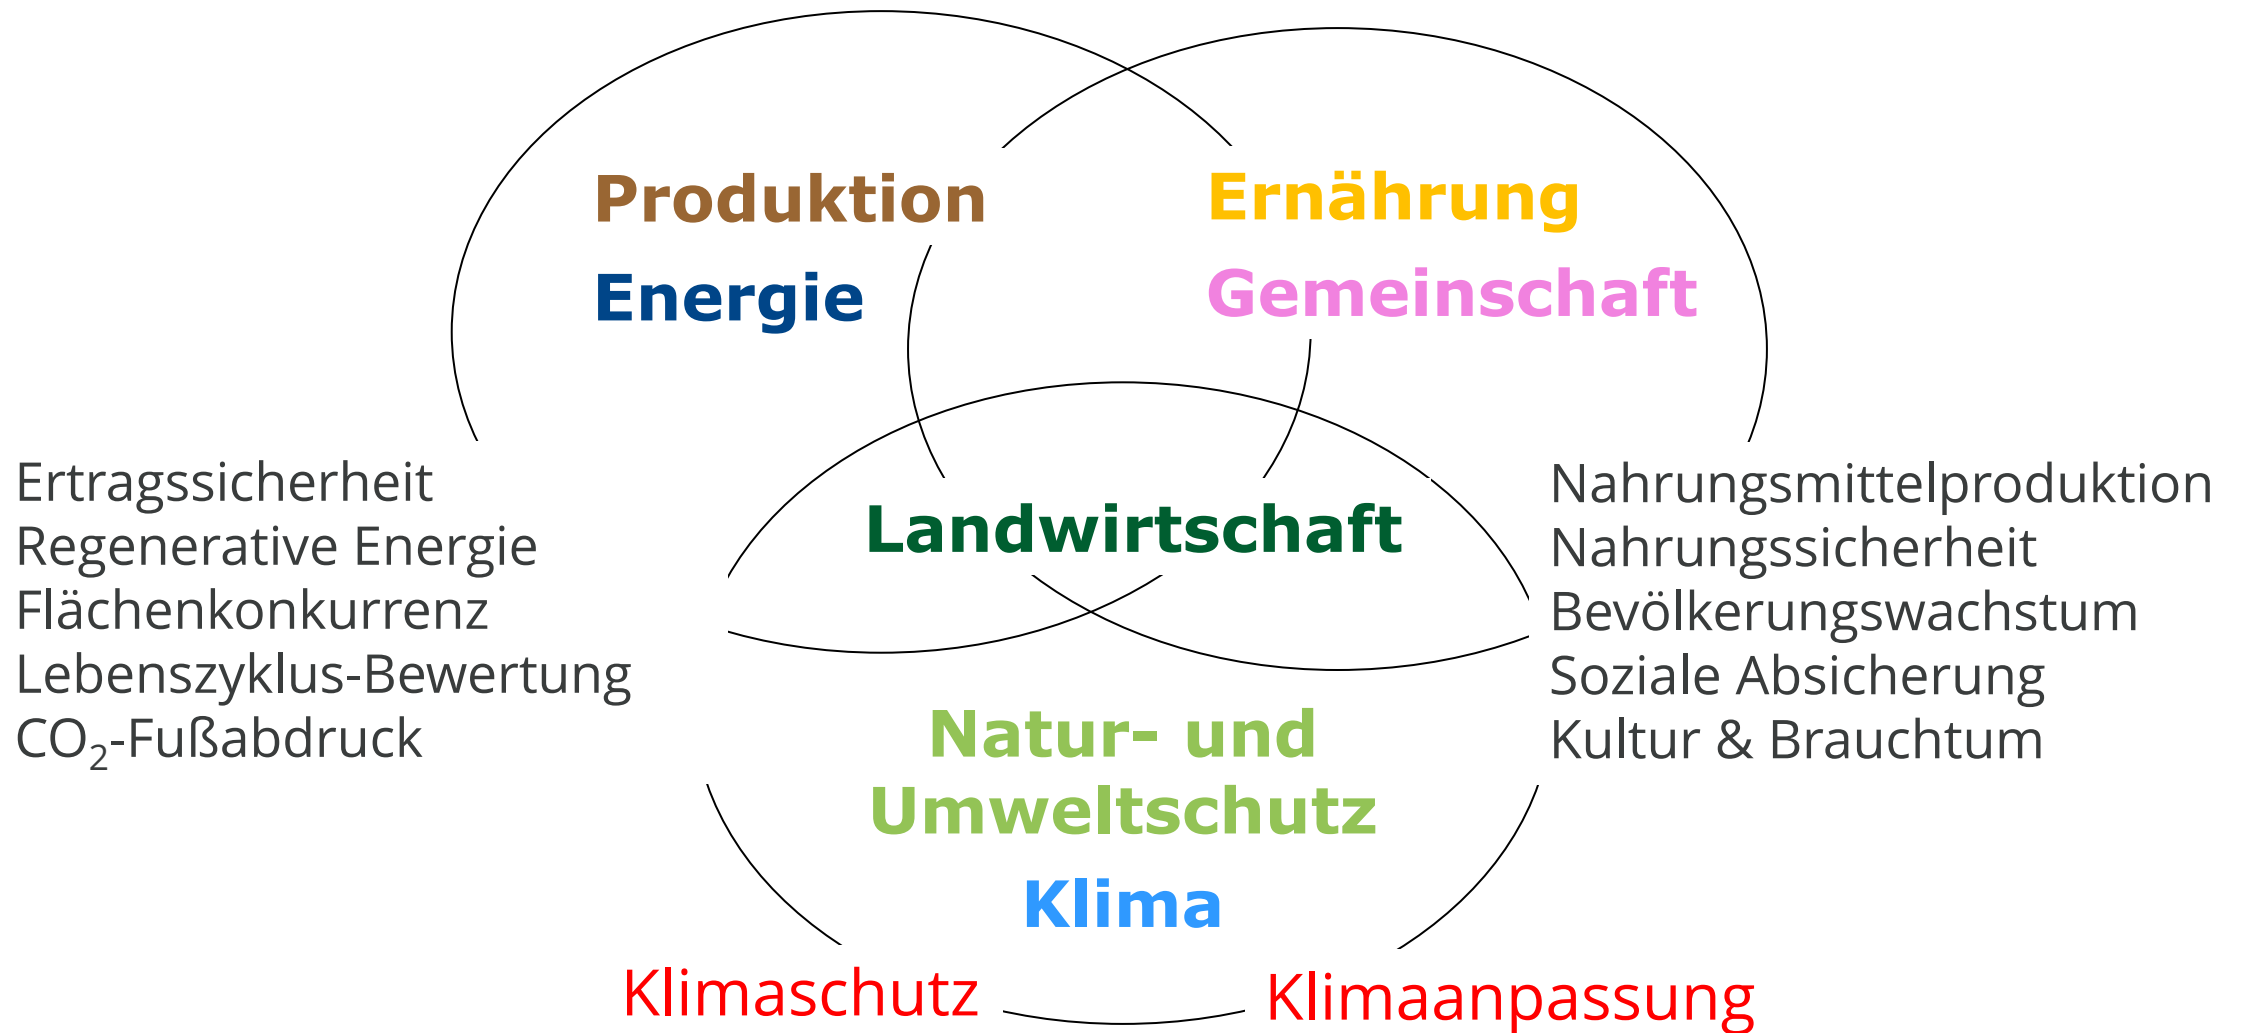 Produktion
Energie
Ernährung
Gemeinschaft
Landwirtschaft
Ertragssicherheit
Regenerative Energie
Flächenkonkurrenz
Lebenszyklus-Bewertung
CO₂-Fußabdruck
Nahrungsmittelproduktion
Nahrungssicherheit
Bevölkerungswachstum
Soziale Absicherung
Kultur & Brauchtum
Natur- und
Umweltschutz
Klima
Klimaschutz
Klimaanpassung